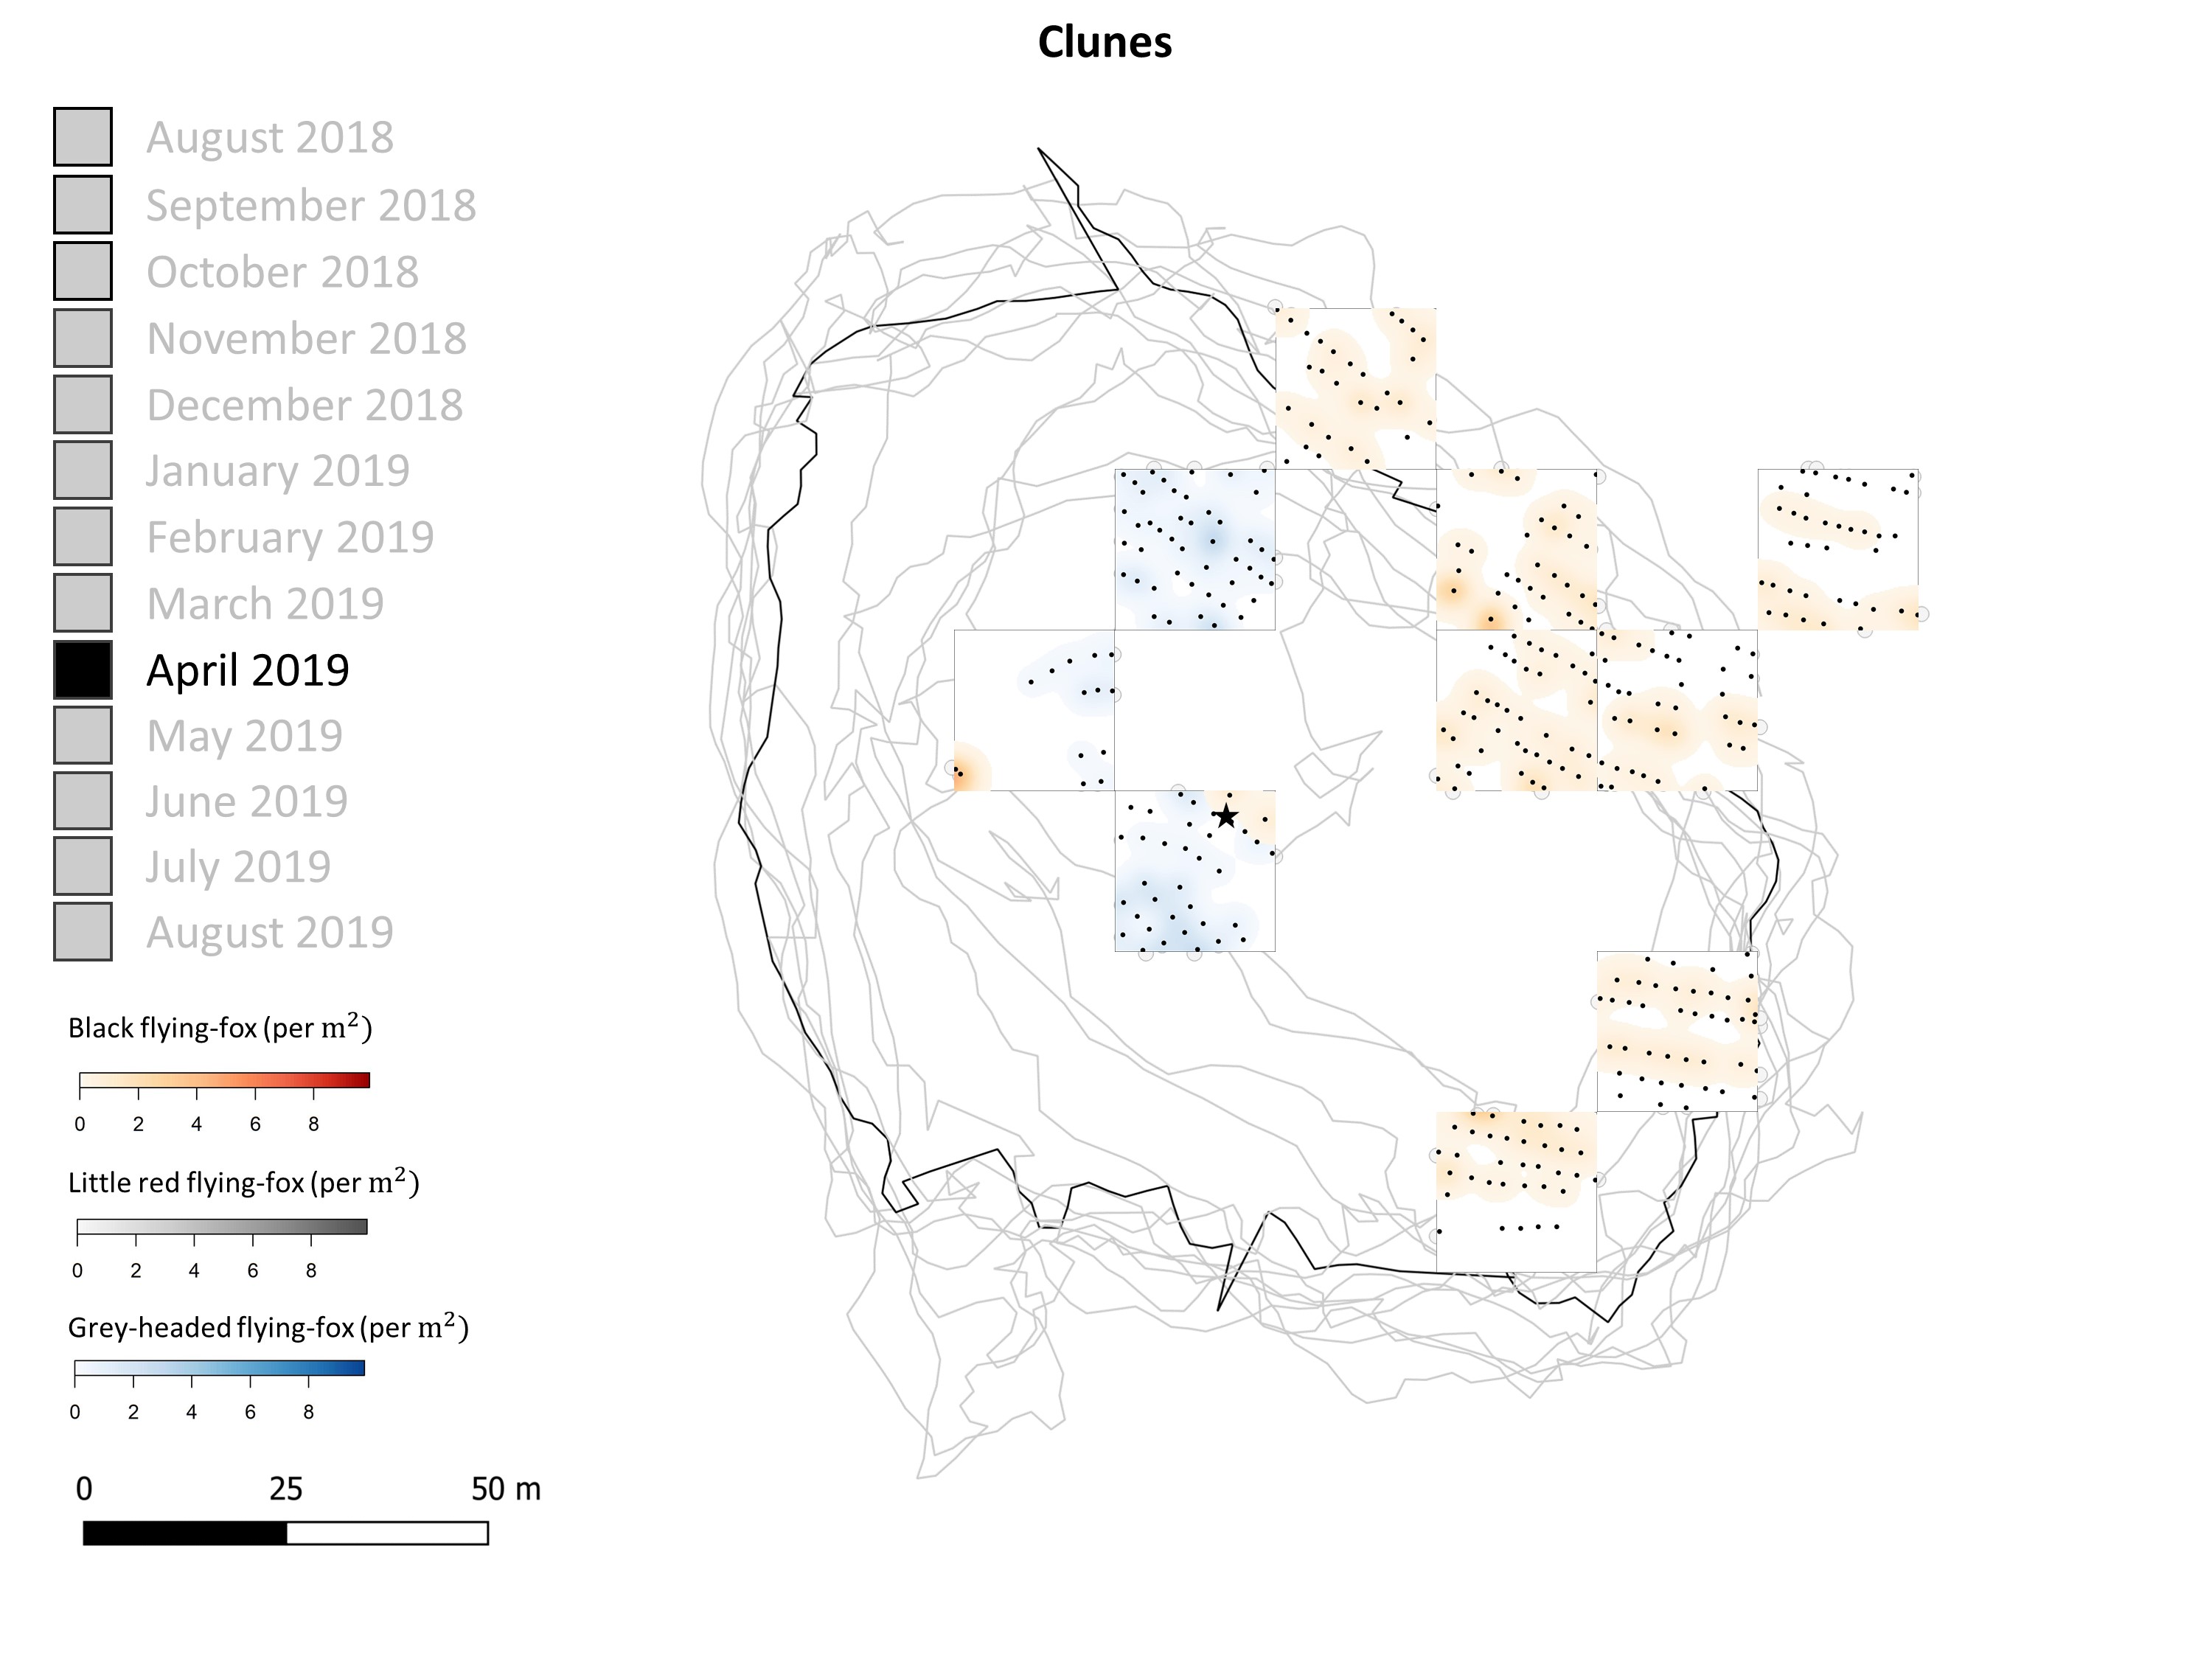 Clunes
August 2018
September 2018
October 2018
November 2018
December 2018
January 2019
February 2019
March 2019
April 2019
May 2019
June 2019
July 2019
August 2019
Black flying-fox (per m²)
0 2 4 6 8
Little red flying-fox (per m²)
0 2 4 6 8
Grey-headed flying-fox (per m²)
0 2 4 6 8
0 25 50 m